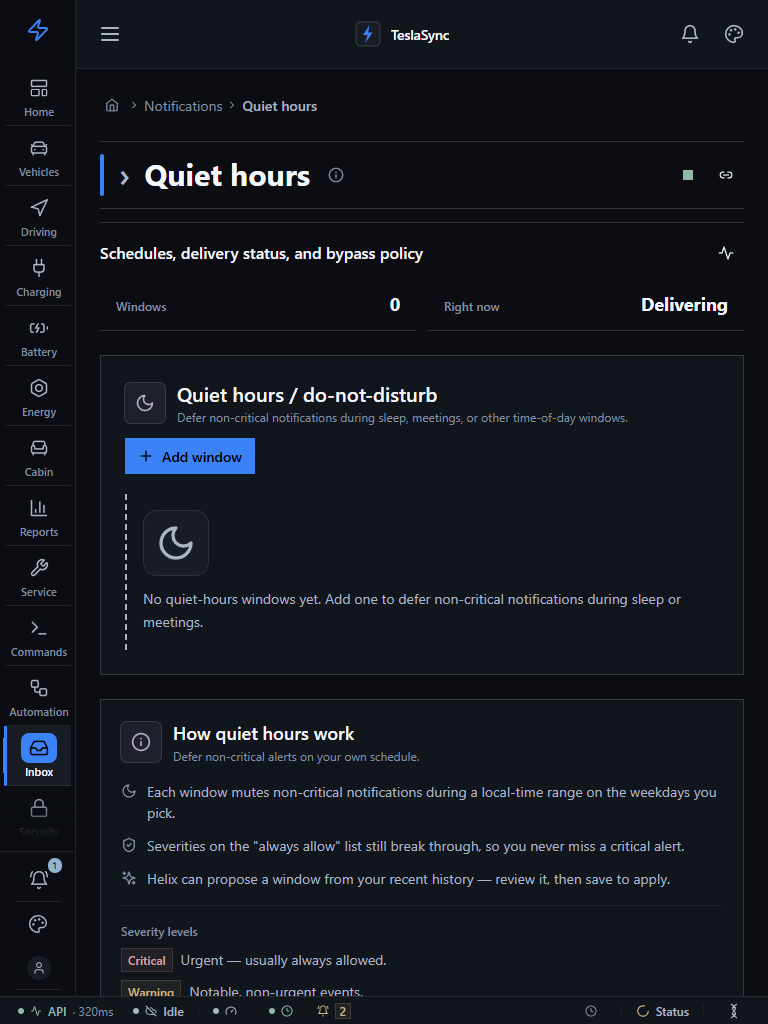 TeslaSync
Home
Vehicles
Driving
Charging
Battery
Energy
Cabin
Reports
Service
Commands
Automation
Inbox
Security
1
Notifications
Quiet hours
Quiet hours
Schedules, delivery status, and bypass policy
Windows 0
Right now Delivering
Quiet hours / do-not-disturb
Defer non-critical notifications during sleep, meetings, or other time-of-day windows.
Add window
No quiet-hours windows yet. Add one to defer non-critical notifications during sleep or
meetings.
How quiet hours work
Defer non-critical alerts on your own schedule.
Each window mutes non-critical notifications during a local-time range on the weekdays you
pick.
Severities on the "always allow" list still break through, so you never miss a critical alert.
Helix can propose a window from your recent history — review it, then save to apply.
Severity levels
Critical Urgent — usually always allowed.
Warning Notable, non-urgent events.
API · 320ms Idle 2 Status